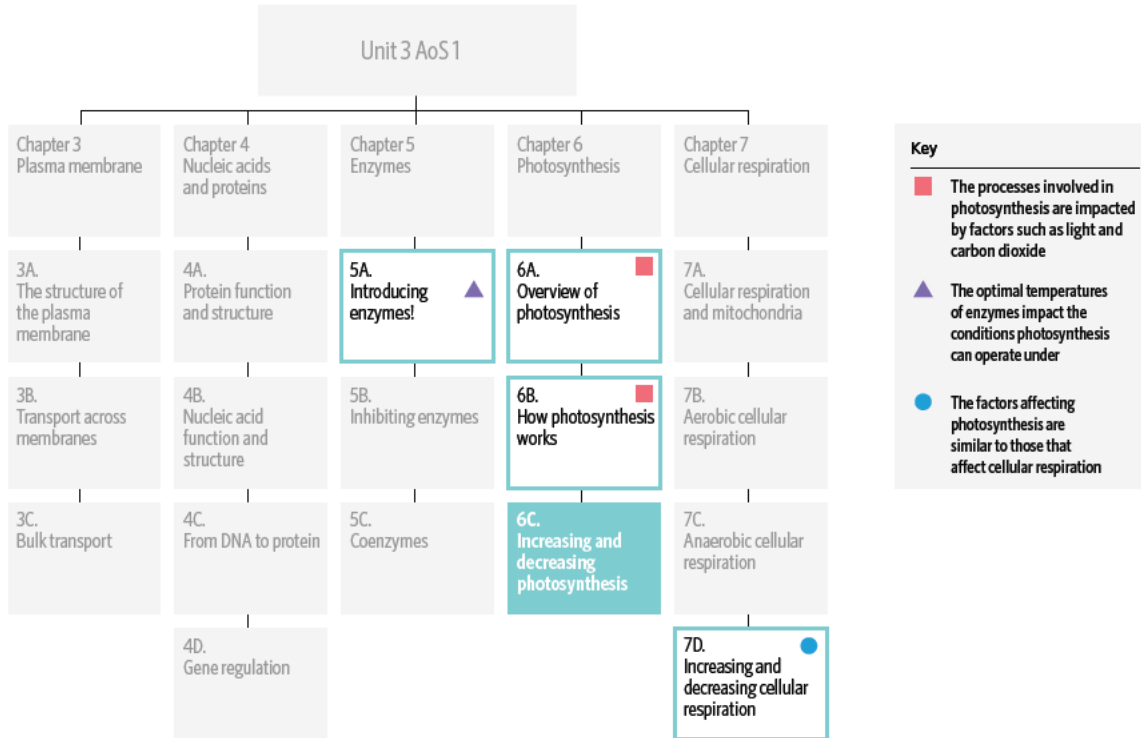 Unit 3 AoS 1
Chapter 3
Plasma membrane
Chapter 4
Nucleic acids
and proteins
Chapter 5
Enzymes
Chapter 6
Photosynthesis
Chapter 7
Cellular respiration
3A.
The structure of
the plasma
membrane
4A.
Protein function
and structure
5A.
Introducing
enzymes!
6A.
Overview of
photosynthesis
7A.
Cellular respiration
and mitochondria
3B.
Transport across
membranes
4B.
Nucleic acid
function and
structure
5B.
Inhibiting enzymes
6B.
How photosynthesis
works
7B.
Aerobic cellular
respiration
3C.
Bulk transport
4C.
From DNA to protein
5C.
Coenzymes
6C.
Increasing and
decreasing
photosynthesis
7C.
Anaerobic cellular
respiration
4D.
Gene regulation
7D.
Increasing and
decreasing cellular
respiration
Key
The processes involved in
photosynthesis are impacted
by factors such as light and
carbon dioxide
The optimal temperatures
of enzymes impact the
conditions photosynthesis
can operate under
The factors affecting
photosynthesis are
similar to those that
affect cellular respiration